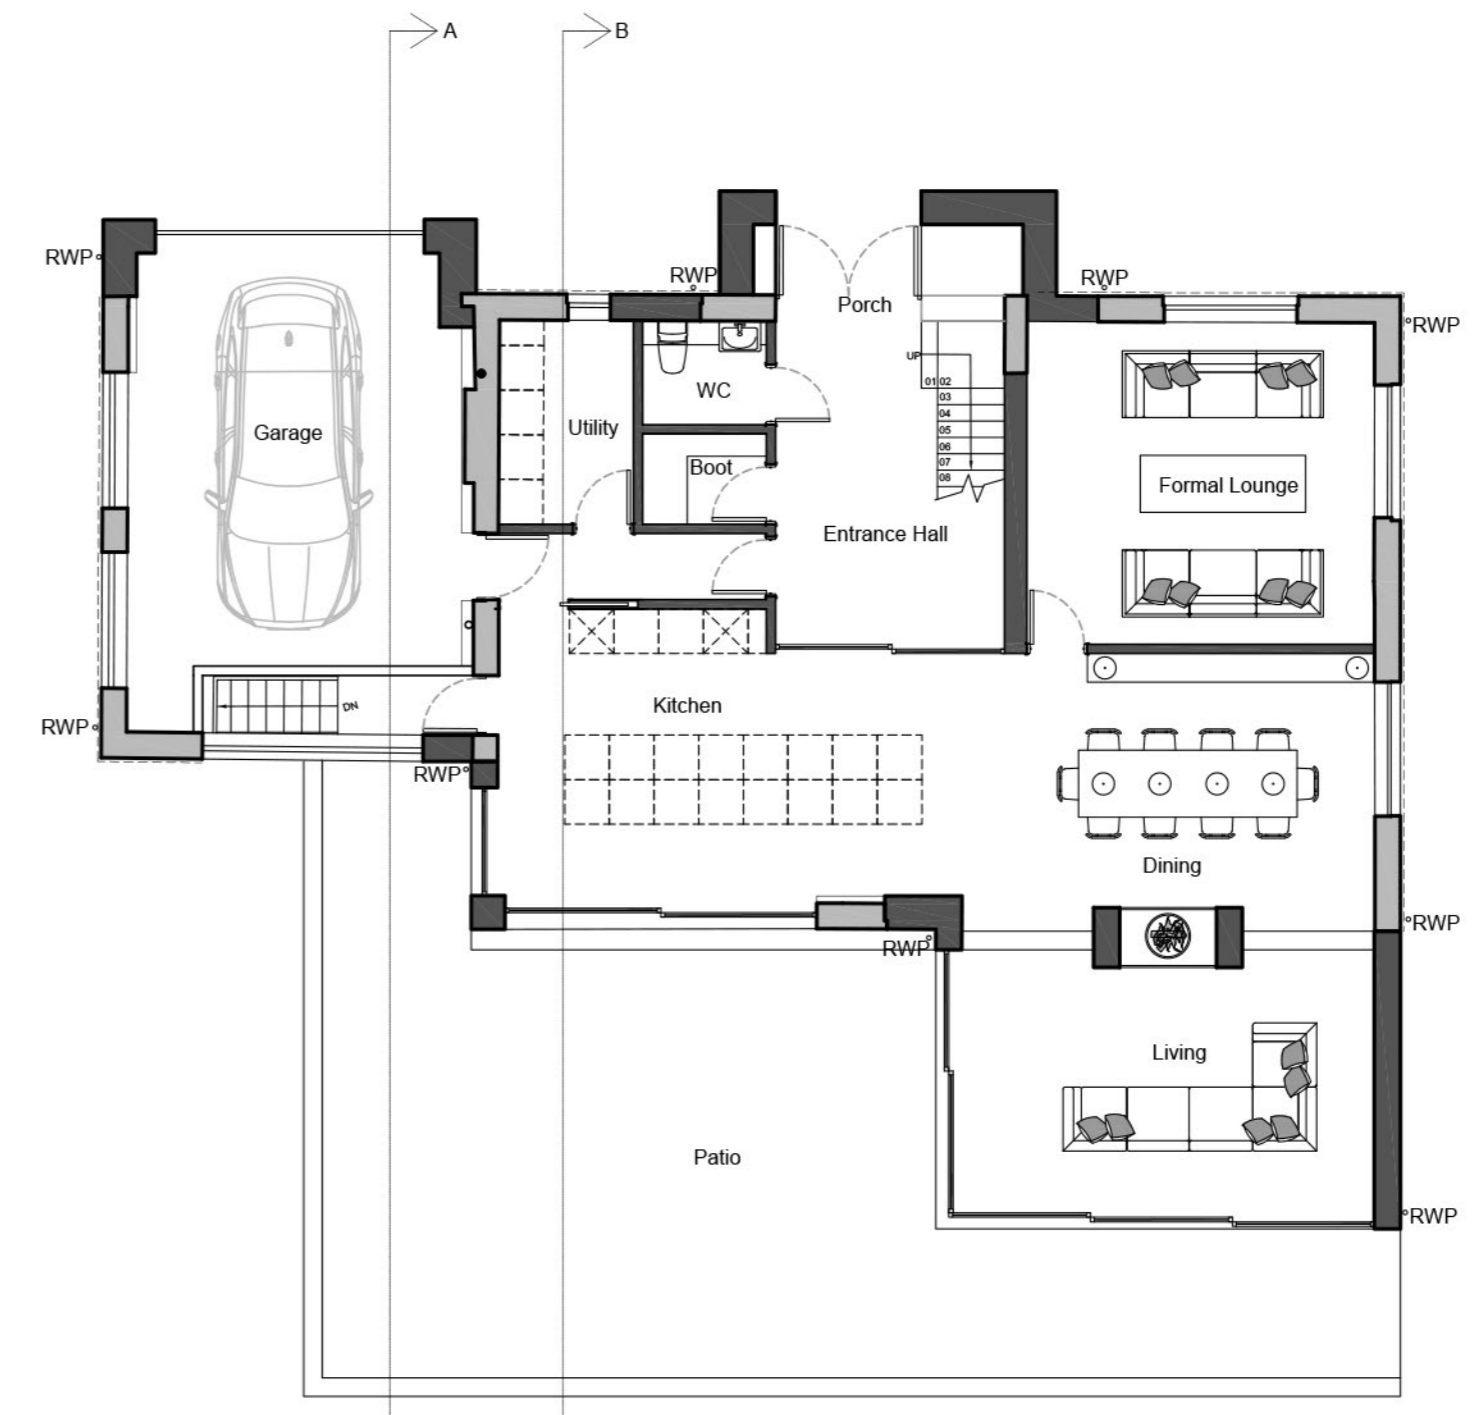 A
B
RWP
RWP
RWP
Porch
RWP
UP
WC
01 02
03
04
05
06
07
08
Garage
Utility
Boot
Formal Lounge
Entrance Hall
DN
Kitchen
RWP
RWP
Dining
RWP
RWP
Living
Patio
RWP